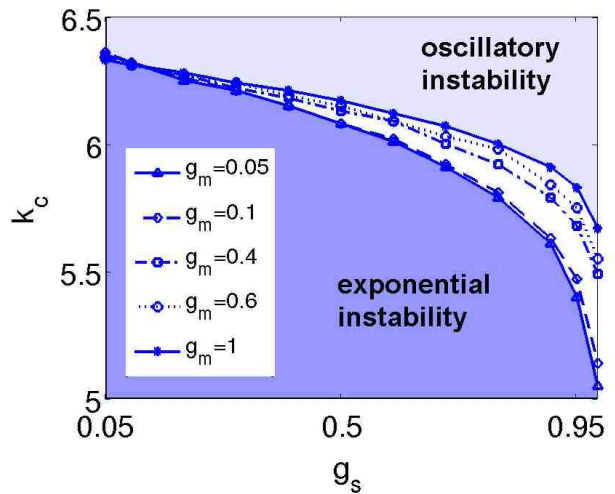 6.5
oscillatory
instability
6
k_c
g_m=0.05
g_m=0.1
g_m=0.4
g_m=0.6
g_m=1
5.5
exponential
instability
5
0.05 0.5 0.95
g_s